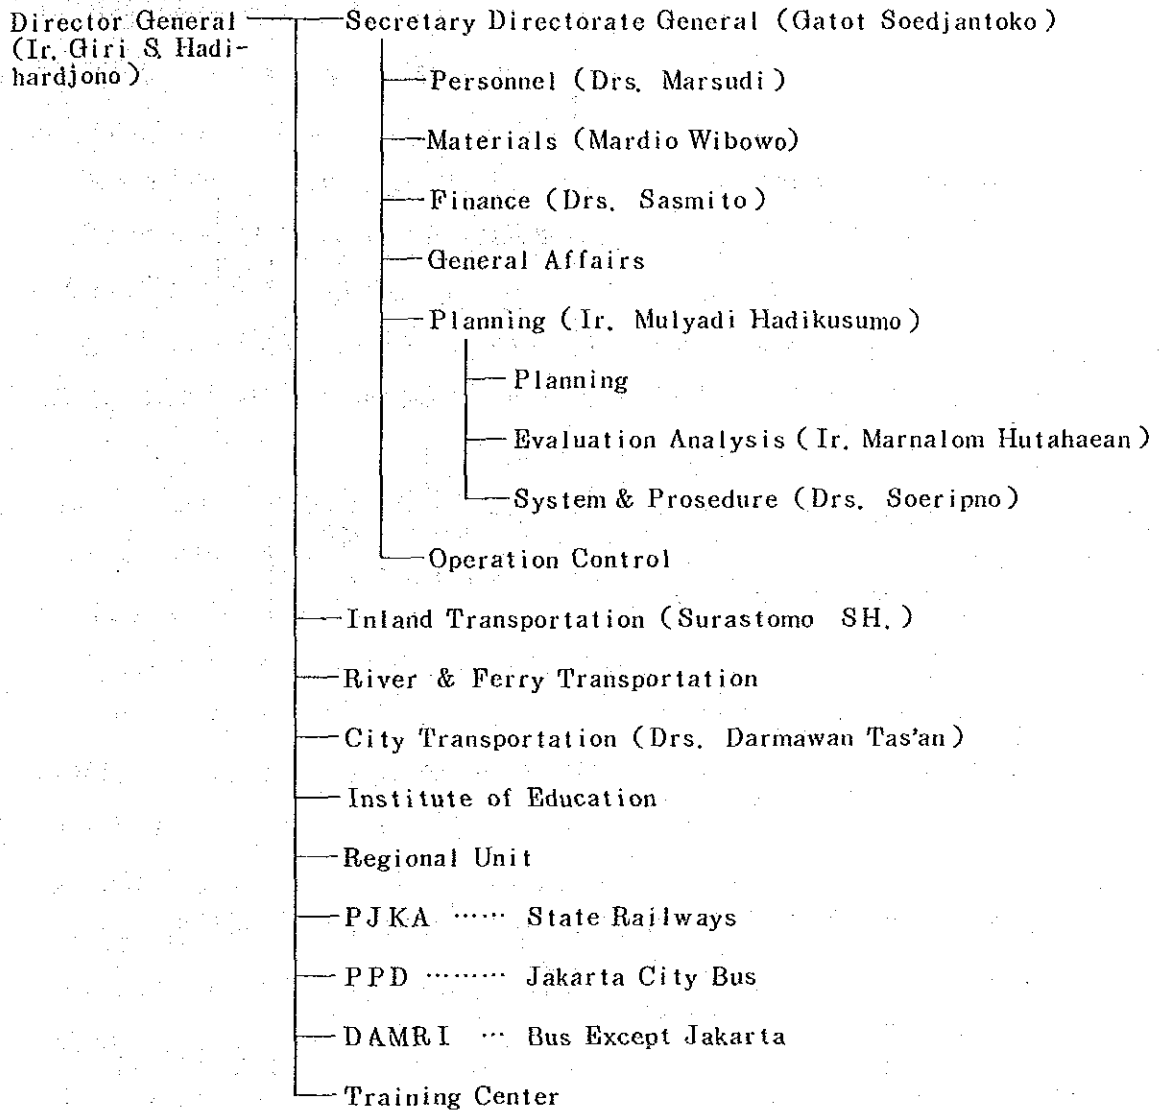 Director General
(Ir. Giri S. Hadi-
hardjono)
Secretary Directorate General (Gatot Soedjantoko)
Personnel (Drs. Marsudi)
Materials (Mardio Wibowo)
Finance (Drs. Sasmito)
General Affairs
Planning (Ir. Mulyadi Hadikusumo)
Planning
Evaluation Analysis (Ir. Marnalom Hutahaean)
System & Prosedure (Drs. Soeripno)
Operation Control
Inland Transportation (Surastomo SH.)
River & Ferry Transportation
City Transportation (Drs. Darmawan Tas'an)
Institute of Education
Regional Unit
PJKA ...... State Railways
PPD ......... Jakarta City Bus
DAMRI ... Bus Except Jakarta
Training Center